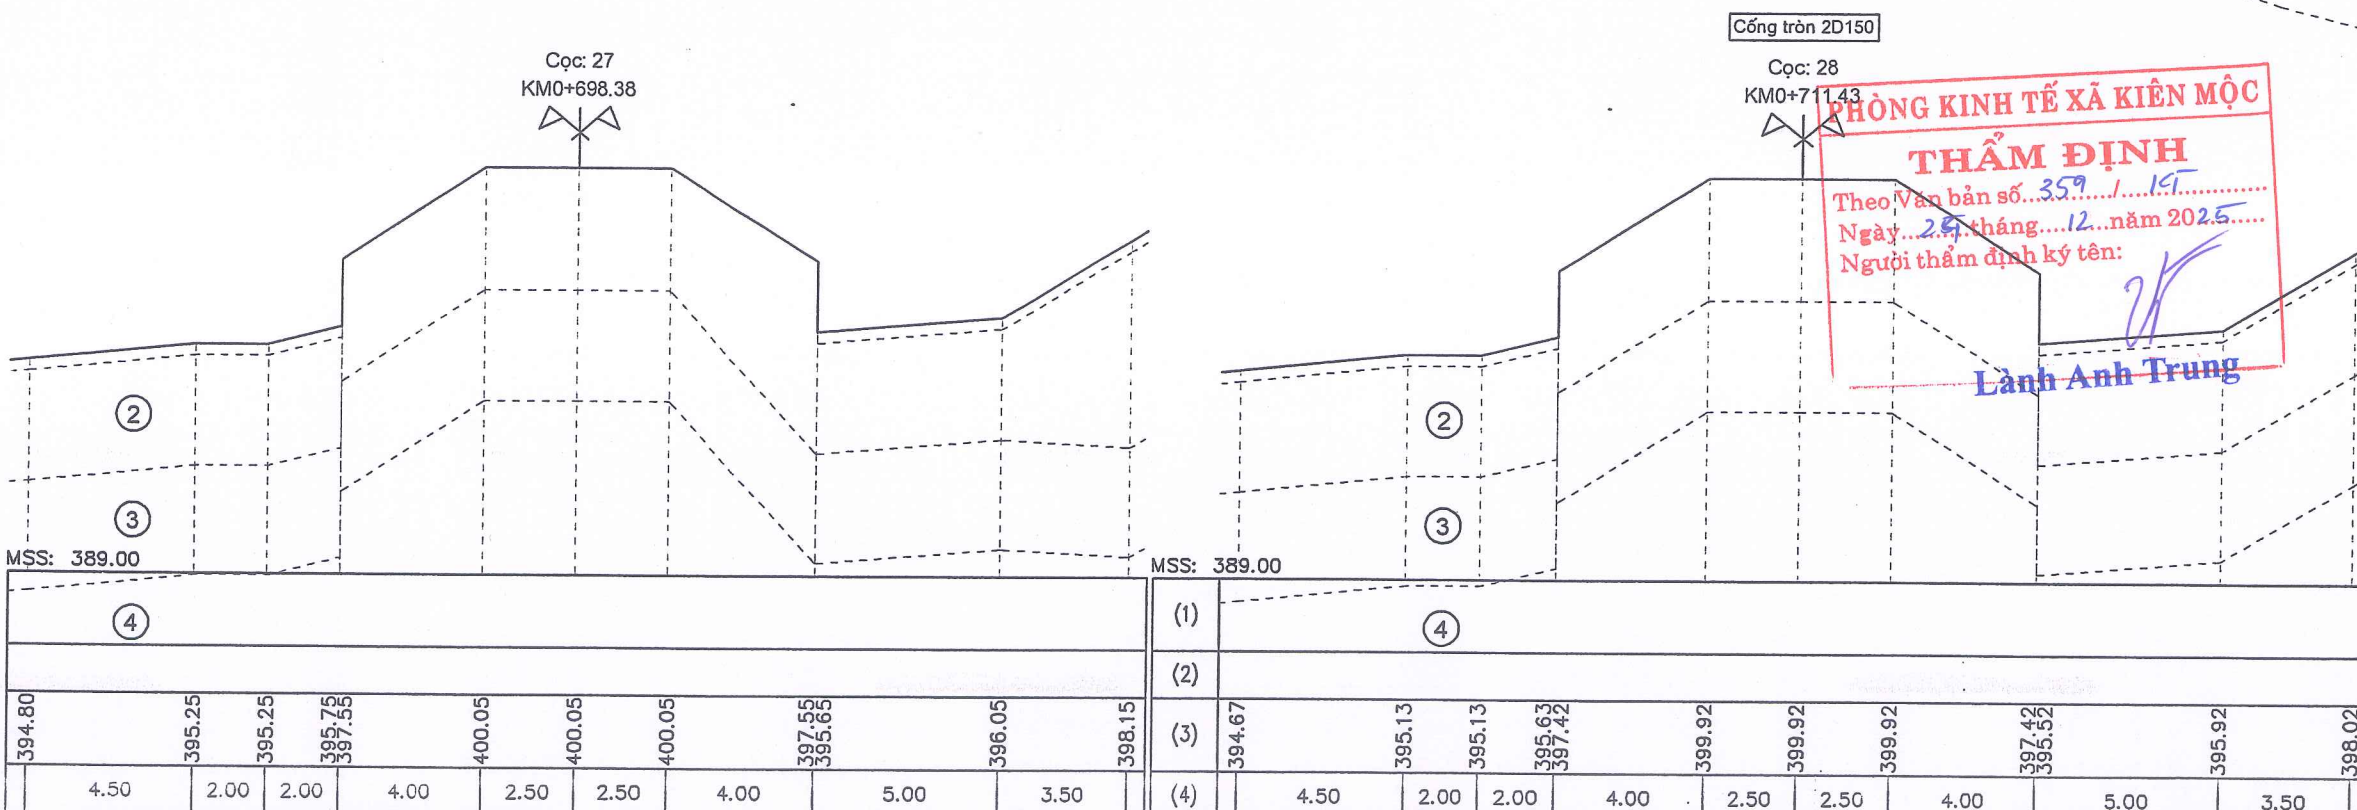 Cống tròn 2D150
Cọc: 27
KM0+698.38
Cọc: 28
KM0+711.43
PHÒNG KINH TẾ XÃ KIÊN MỘC
THẨM ĐỊNH
Theo Văn bản số...359..../....
Ngày........tháng....12...năm 2025......
Người thẩm định ký tên:
Lành Anh Trung
2
3
MSS: 389.00
4
394.80 395.25 395.25 395.75 397.55 400.05 400.05 400.05 397.55 395.65 396.05 398.15
4.50 2.00 2.00 4.00 2.50 2.50 4.00 5.00 3.50
2
3
MSS: 389.00
(1)
4
(2)
(3) 394.67 395.13 395.13 395.63 397.42 399.92 399.92 399.92 397.42 395.52 395.92 398.02
(4) 4.50 2.00 2.00 4.00 2.50 2.50 4.00 5.00 3.50